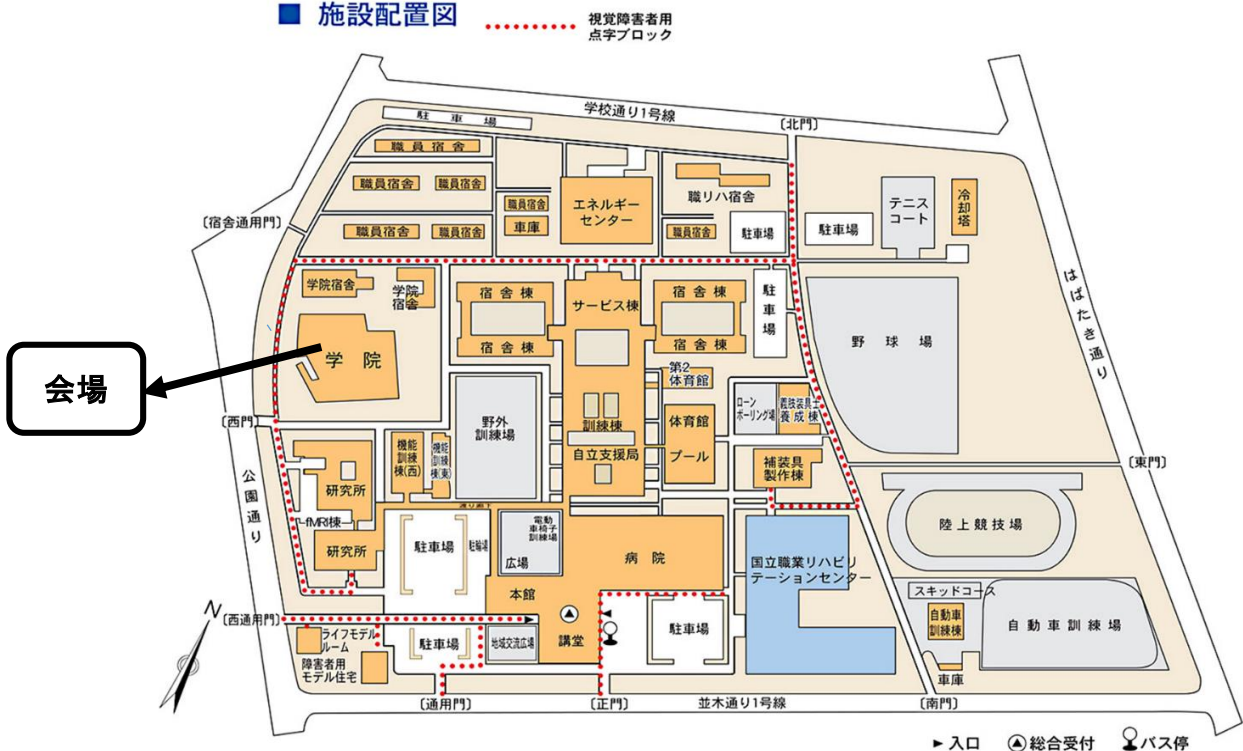 ■ 施設配置図
視覚障害者用
点字ブロック
学校通り1号線
〔北門〕
駐車場
職員宿舎
職員宿舎
職員宿舎
職員宿舎
車庫
エネルギー
センター
職リハ宿舎
職員宿舎
駐車場
駐車場
テニス
コート
冷却塔
〔宿舎通用門〕
職員宿舎
職員宿舎
はばたき通り
学院宿舎
学院
宿舎
宿舎棟
宿舎棟
サービス棟
宿舎棟
宿舎棟
駐車場
野球場
会場
学院
第2
体育館
〔西門〕
野外
訓練場
訓練棟
自立支援局
体育館
プール
ローン
ボーリング場
義肢装具士
養成棟
機能
訓練
棟(西)
機能
訓練
棟(東)
補装具
製作棟
〔東門〕
公園通り
研究所
fMRI棟
研究所
渡り廊下
駐車場
駐輪場
電動
車椅子
訓練場
広場
病院
国立職業リハビリ
テーションセンター
陸上競技場
本館
スキッドコース
自動車
訓練棟
自動車訓練場
車庫
N
〔西通用門〕
ライフモデル
ルーム
障害者用
モデル住宅
駐車場
地域交流広場
講堂
駐車場
〔通用門〕
〔正門〕
並木通り1号線
〔南門〕
入口
総合受付
バス停